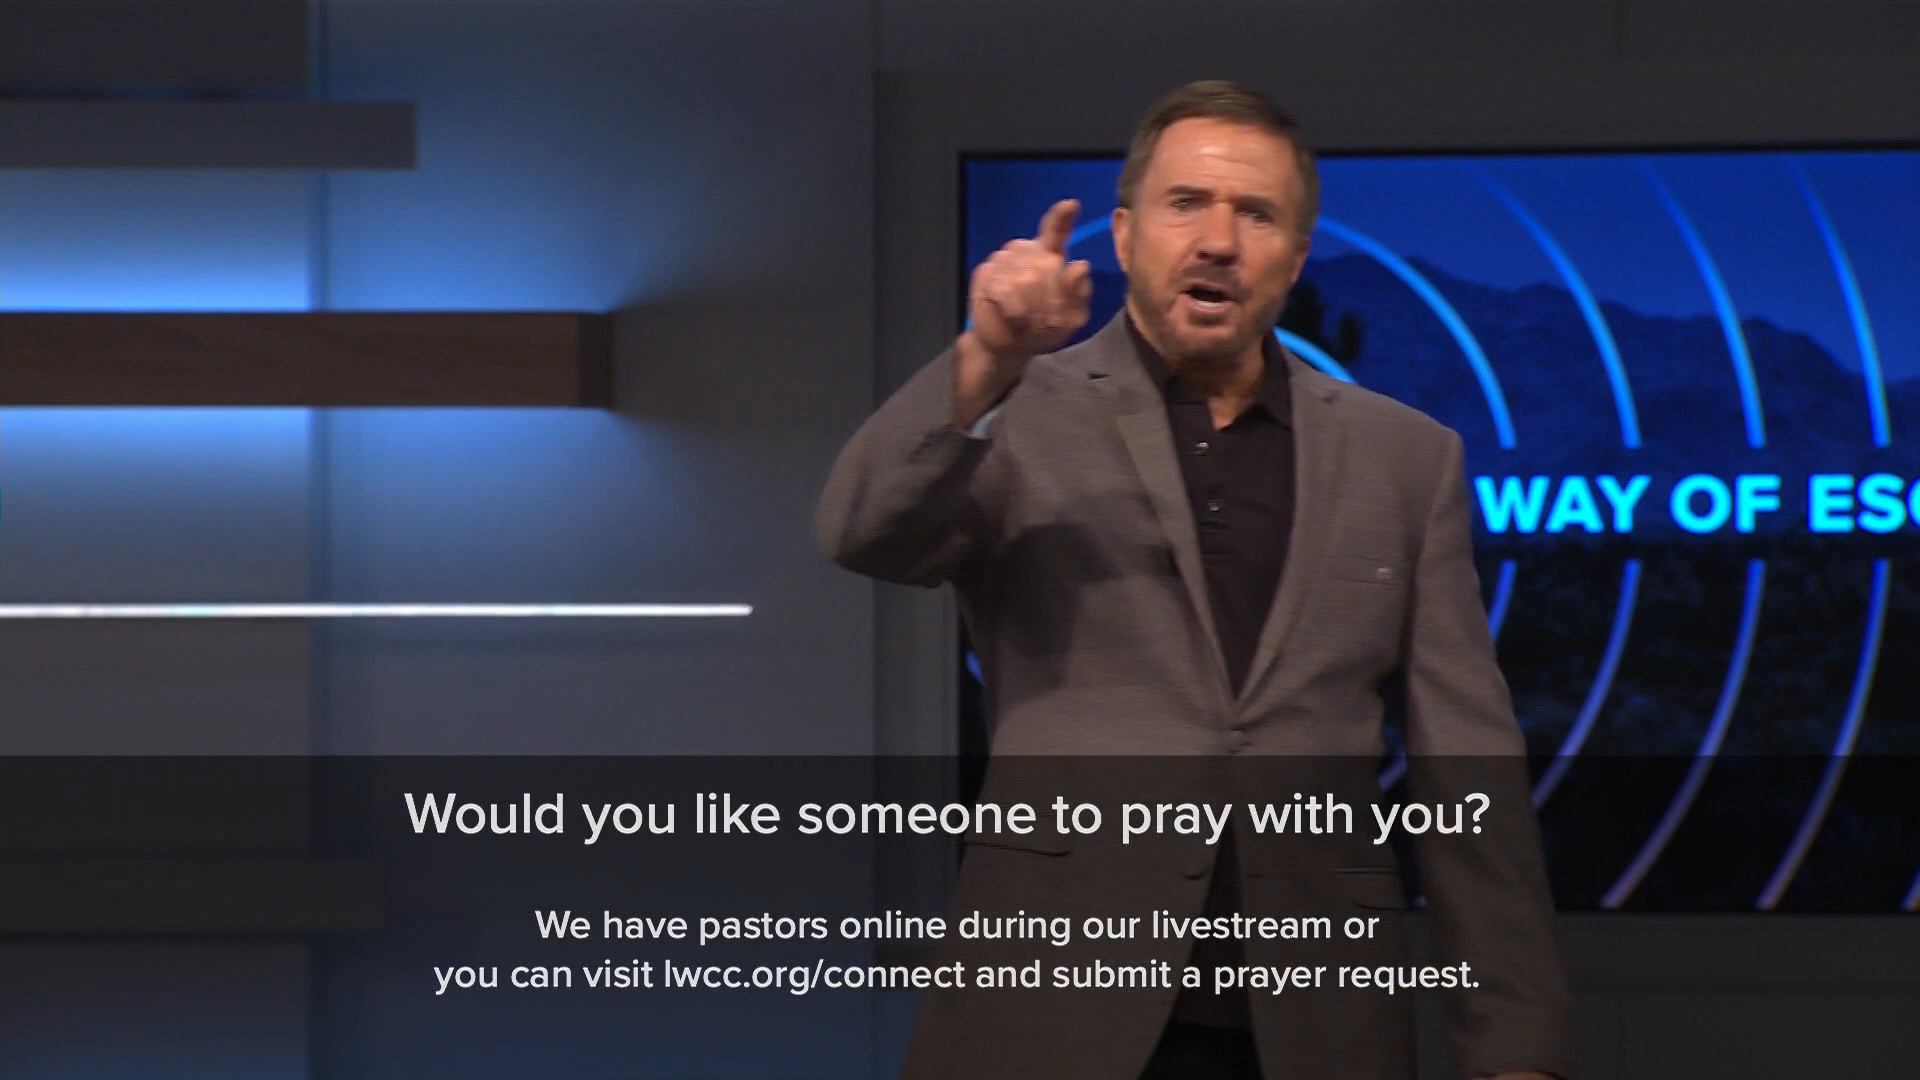 WAY OF ESC
Would you like someone to pray with you?
We have pastors online during our livestream or
you can visit lwcc.org/connect and submit a prayer request.